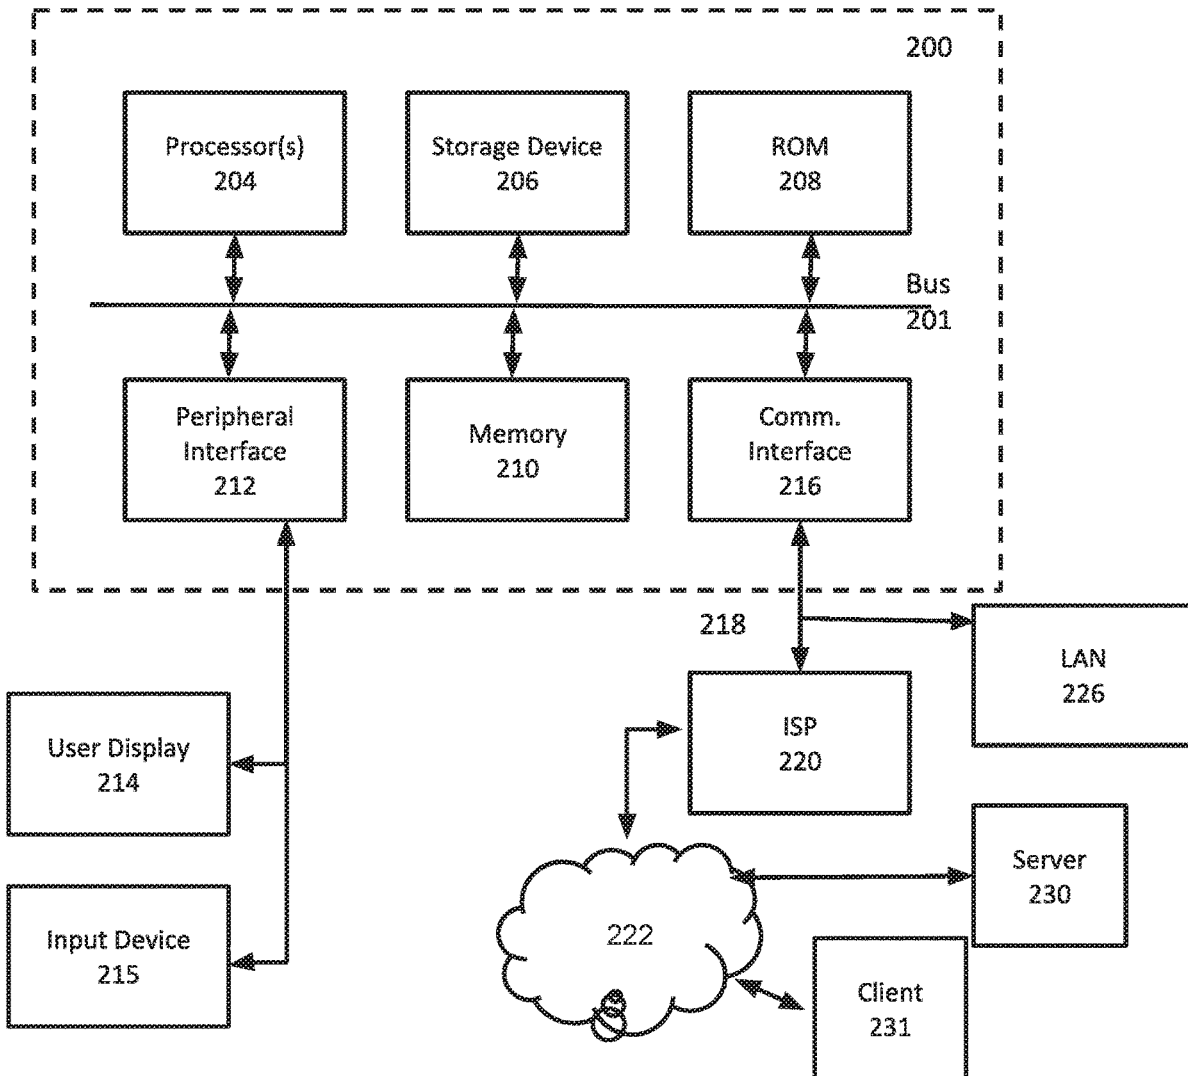 200
Processor(s)
204
Storage Device
206
ROM
208
Bus
201
Peripheral
Interface
212
Memory
210
Comm.
Interface
216
218
LAN
226
User Display
214
ISP
220
Server
230
Input Device
215
222
Client
231